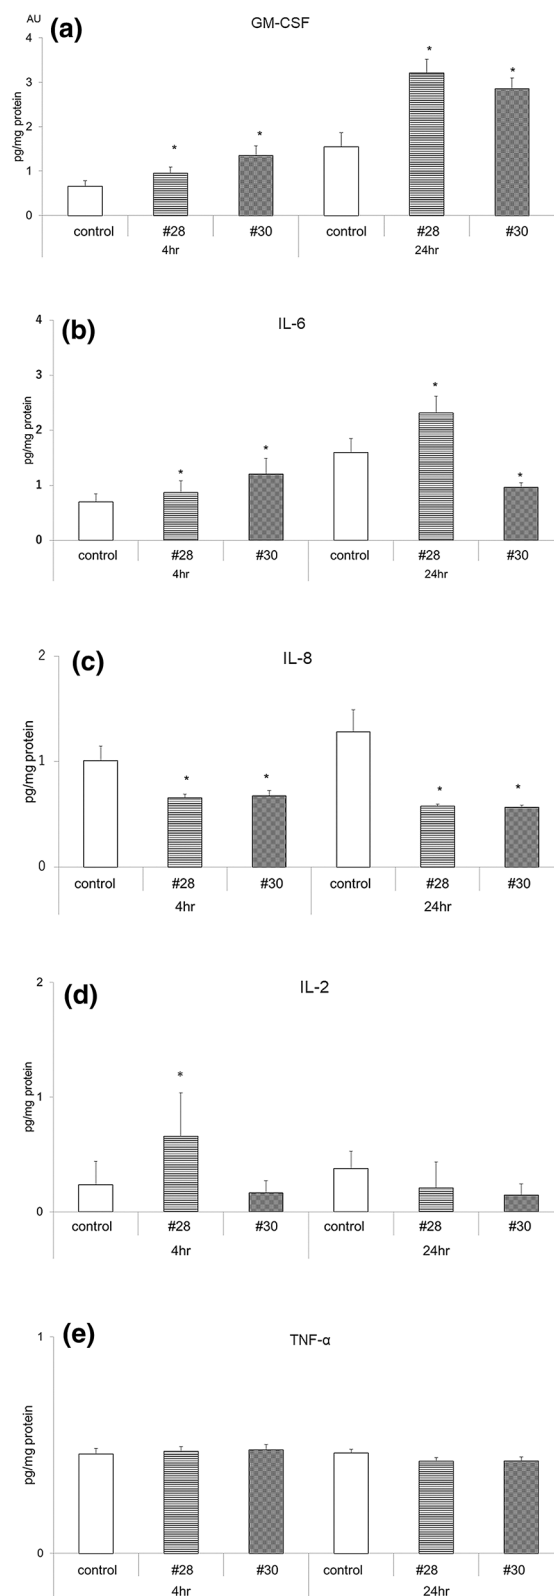 AU
(a)
GM-CSF
4
3
2
1
0
pg/mg protein
control #28 #30 control #28 #30
4hr 24hr
*
*
*
*
(b)
IL-6
4
3
2
1
0
pg/mg protein
control #28 #30 control #28 #30
4hr 24hr
*
*
*
*
(c)
IL-8
2
1
0
pg/mg protein
control #28 #30 control #28 #30
4hr 24hr
*
*
*
*
(d)
IL-2
2
1
0
pg/mg protein
control #28 #30 control #28 #30
4hr 24hr
*
(e)
TNF-α
1
0
pg/mg protein
control #28 #30 control #28 #30
4hr 24hr